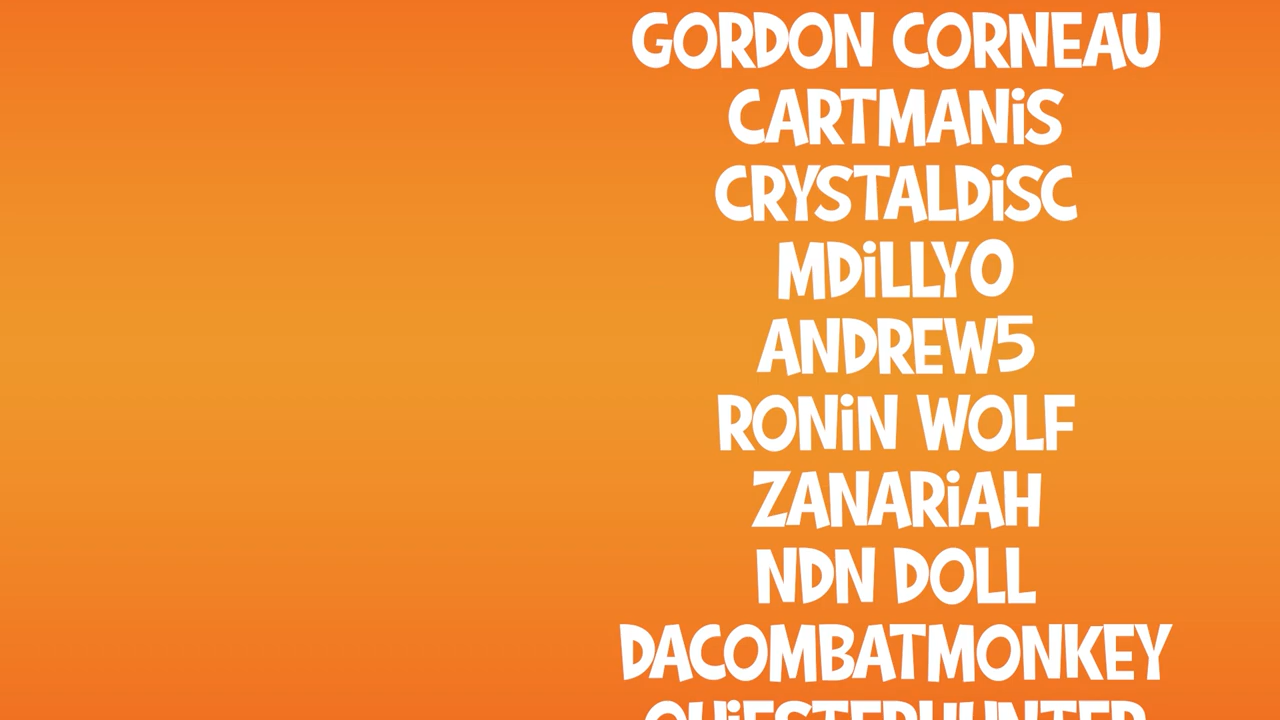 GORDON CORNEAU
CARTMANiS
CRYSTALDiSC
MDiLLYO
ANDREW5
RONiN WOLF
ZANARiAH
NDN DOLL
DACOMBATMONKEY